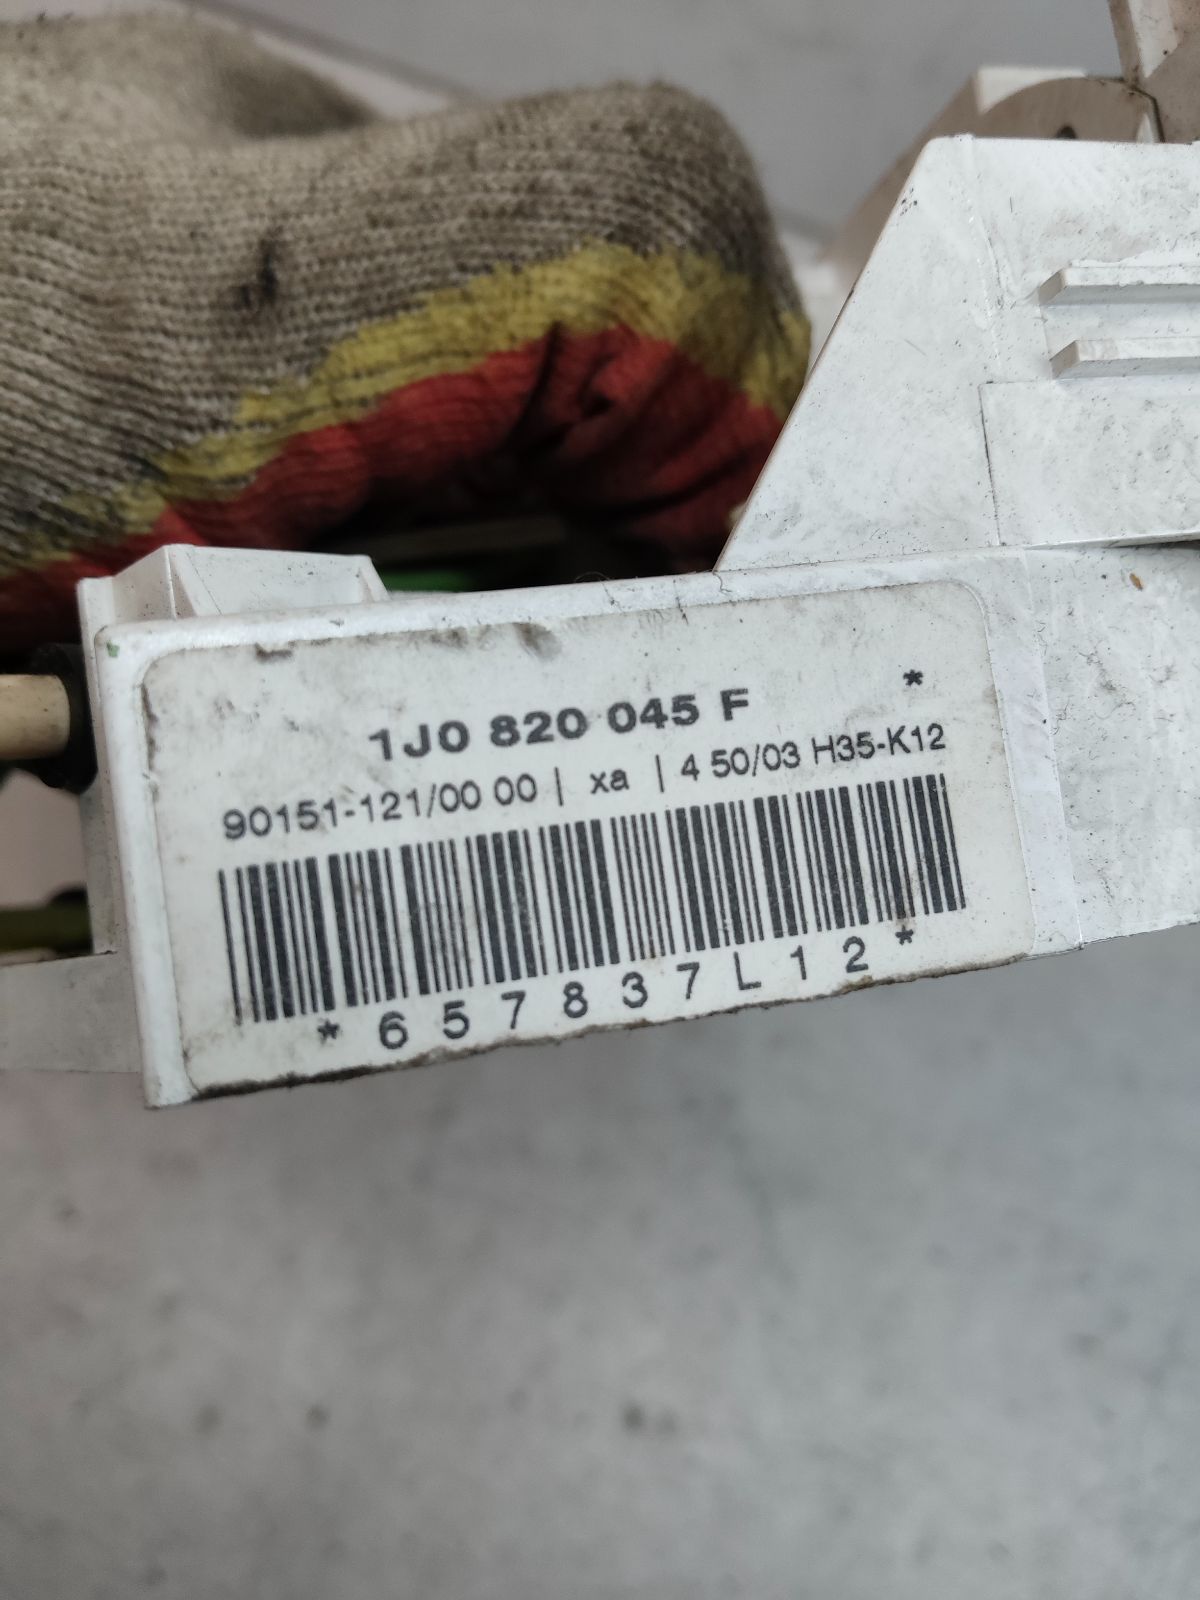 *
1J0 820 045 F
90151-121/00 00 | xa | 4 50/03 H35-K12
*657837L12*